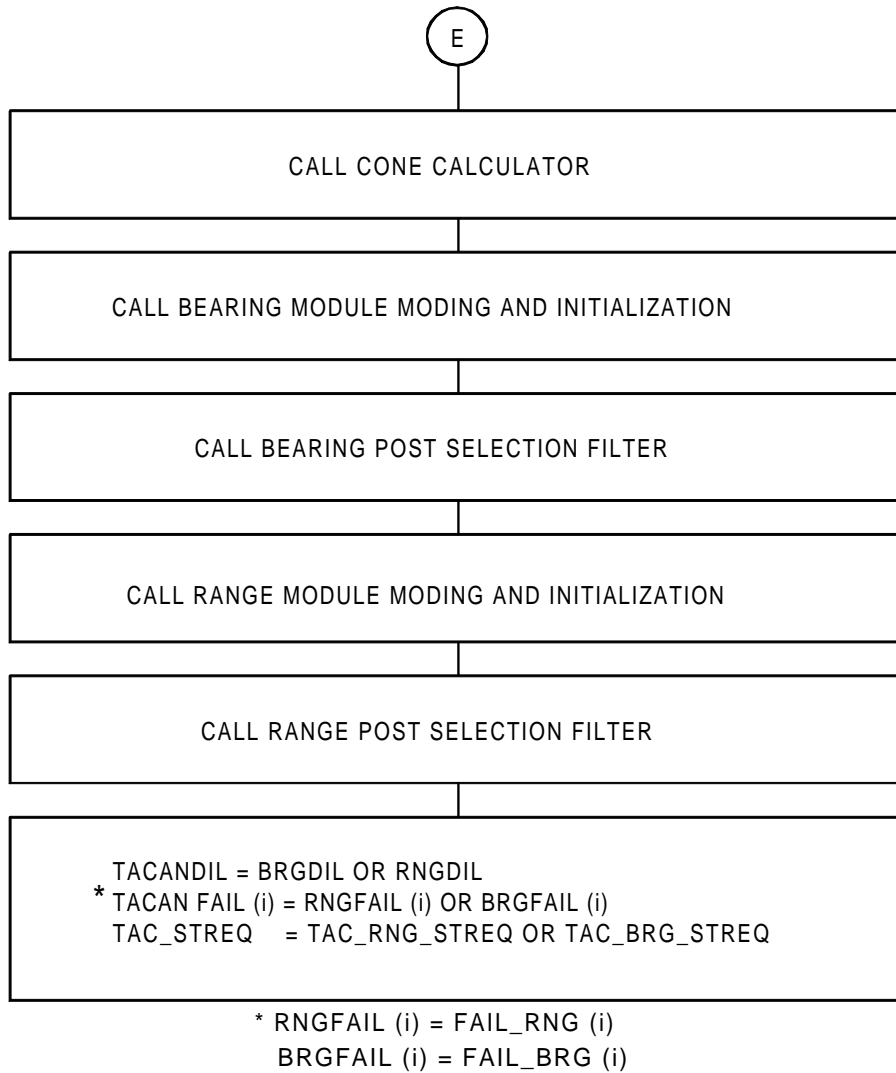 E
CALL CONE CALCULATOR
CALL BEARING MODULE MODING AND INITIALIZATION
CALL BEARING POST SELECTION FILTER
CALL RANGE MODULE MODING AND INITIALIZATION
CALL RANGE POST SELECTION FILTER
TACANDIL = BRGDIL OR RNGDIL
* TACAN FAIL (i) = RNGFAIL (i) OR BRGFAIL (i)
TAC_STREQ = TAC_RNG_STREQ OR TAC_BRG_STREQ
* RNGFAIL (i) = FAIL_RNG (i)
BRGFAIL (i) = FAIL_BRG (i)